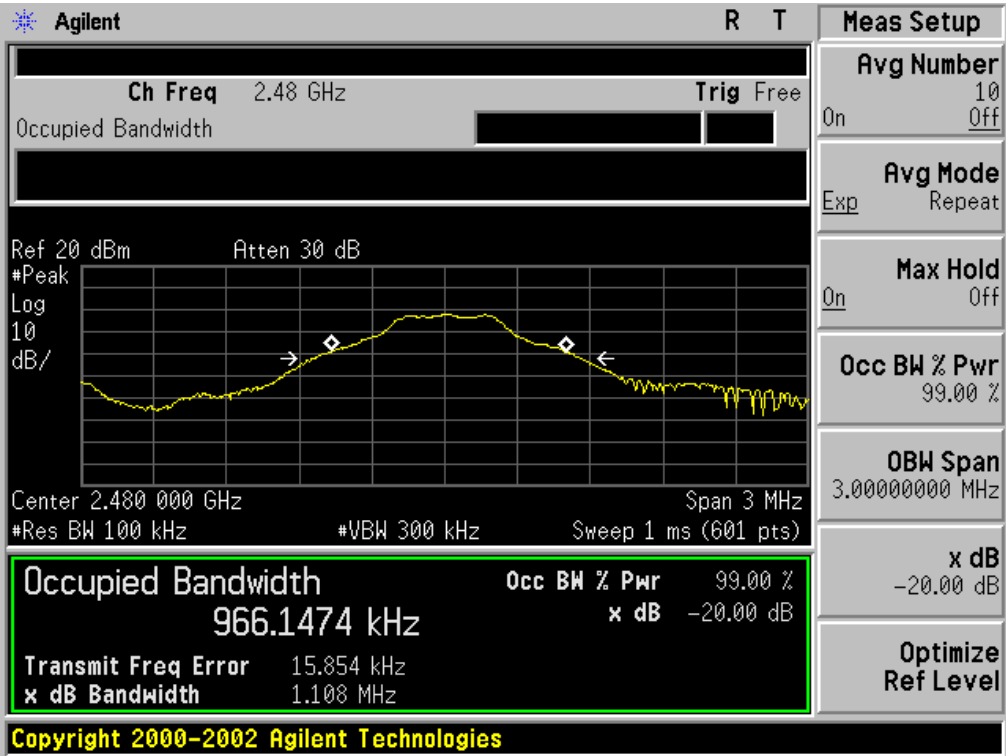 Agilent R T
Meas Setup
Ch Freq 2.48 GHz Trig Free
Occupied Bandwidth
Ref 20 dBm Atten 30 dB
#Peak
Log
10
dB/
Center 2.480 000 GHz Span 3 MHz
#Res BW 100 kHz #VBW 300 kHz Sweep 1 ms (601 pts)
Occupied Bandwidth
966.1474 kHz
Occ BW % Pwr 99.00 %
x dB -20.00 dB
Transmit Freq Error 15.854 kHz
x dB Bandwidth 1.108 MHz
Avg Number
10
On Off
Avg Mode
Exp Repeat
Max Hold
On Off
Occ BW % Pwr
99.00 %
OBW Span
3.00000000 MHz
x dB
-20.00 dB
Optimize
Ref Level
Copyright 2000-2002 Agilent Technologies